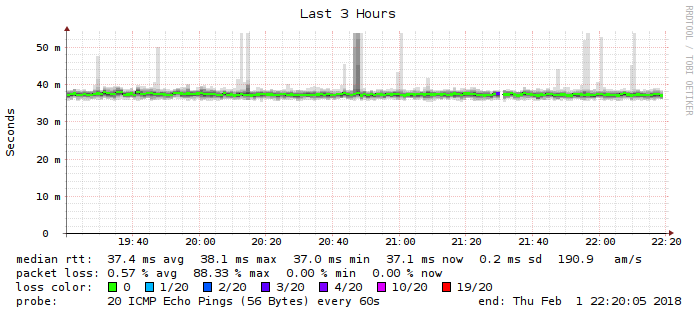 Last 3 Hours
RRDTOOL / TOBI OETIKER
Seconds
50 m
40 m
30 m
20 m
10 m
0
19:40 20:00 20:20 20:40 21:00 21:20 21:40 22:00 22:20
median rtt: 37.4 ms avg 38.1 ms max 37.0 ms min 37.1 ms now 0.2 ms sd 190.9 am/s
packet loss: 0.57 % avg 88.33 % max 0.00 % min 0.00 % now
loss color: 0 1/20 2/20 3/20 4/20 10/20 19/20
probe: 20 ICMP Echo Pings (56 Bytes) every 60s end: Thu Feb 1 22:20:05 2018